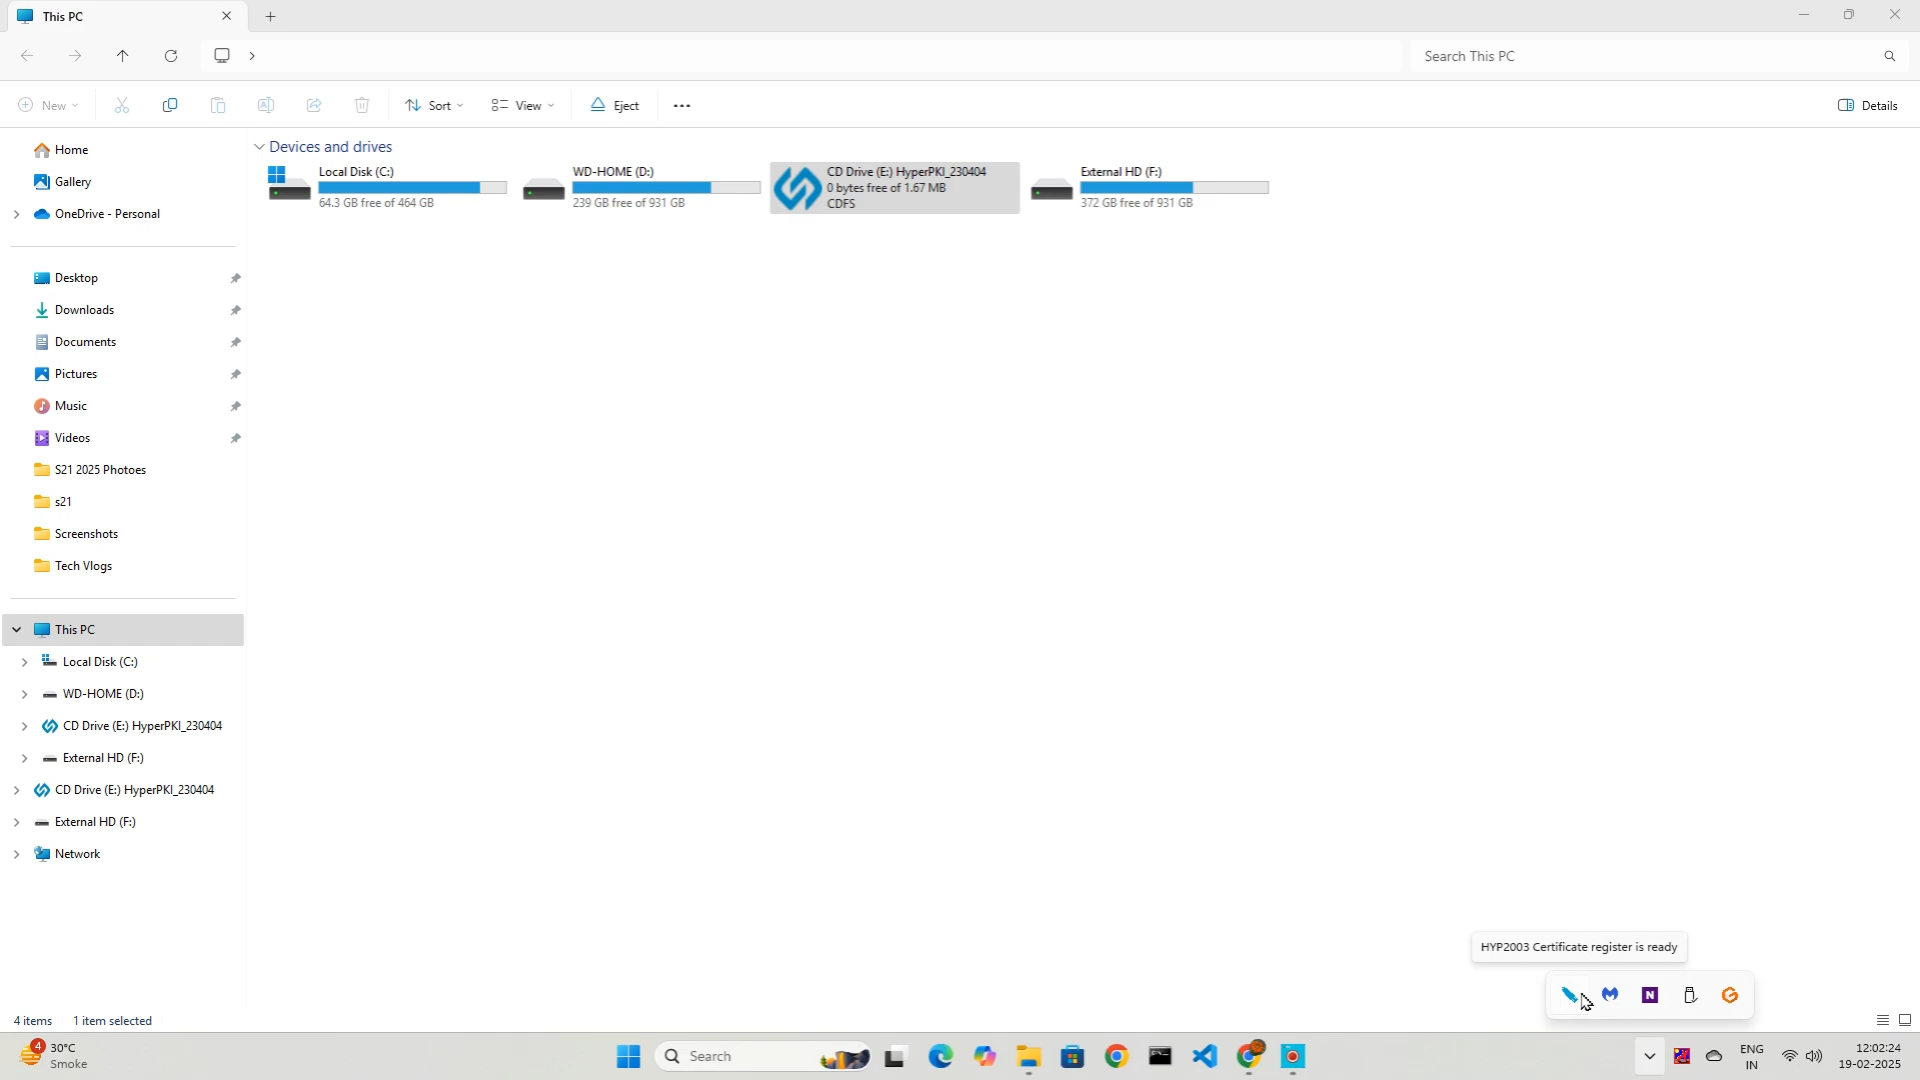 This PC
Search This PC
New
Sort
View
Eject
Details
Home
Gallery
OneDrive - Personal
Desktop
Downloads
Documents
Pictures
Music
Videos
S21 2025 Photoes
s21
Screenshots
Tech Vlogs
This PC
Local Disk (C:)
WD-HOME (D:)
CD Drive (E:) HyperPKI_230404
External HD (F:)
CD Drive (E:) HyperPKI_230404
External HD (F:)
Network
Devices and drives
Local Disk (C:)
64.3 GB free of 464 GB
WD-HOME (D:)
239 GB free of 931 GB
CD Drive (E:) HyperPKI_230404
0 bytes free of 1.67 MB
CDFS
External HD (F:)
372 GB free of 931 GB
HYP2003 Certificate register is ready
N
4 items
1 item selected
4
30°C
Smoke
Search
ENG
IN
12:02:24
19-02-2025